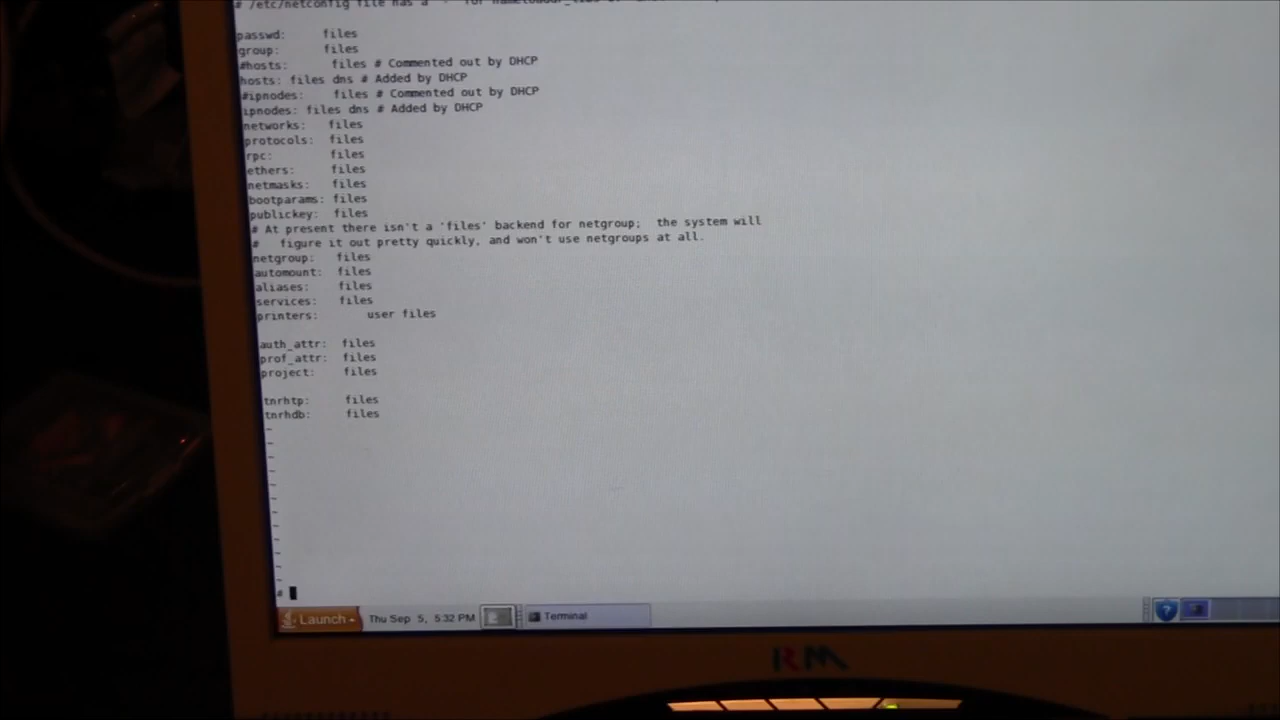 # /etc/netconfig file has a "-" for nametoaddr_libs of
passwd: files
group: files
#hosts: files # Commented out by DHCP
hosts: files dns # Added by DHCP
#ipnodes: files # Commented out by DHCP
ipnodes: files dns # Added by DHCP
networks: files
protocols: files
rpc: files
ethers: files
netmasks: files
bootparams: files
publickey: files
# At present there isn't a 'files' backend for netgroup; the system will
# figure it out pretty quickly, and won't use netgroups at all.
netgroup: files
automount: files
aliases: files
services: files
printers: user files
auth_attr: files
prof_attr: files
project: files
tnrhtp: files
tnrhdb: files
~
~
~
~
~
~
~
~
~
~
~
#
Launch Thu Sep 5, 5:32 PM Terminal
RM